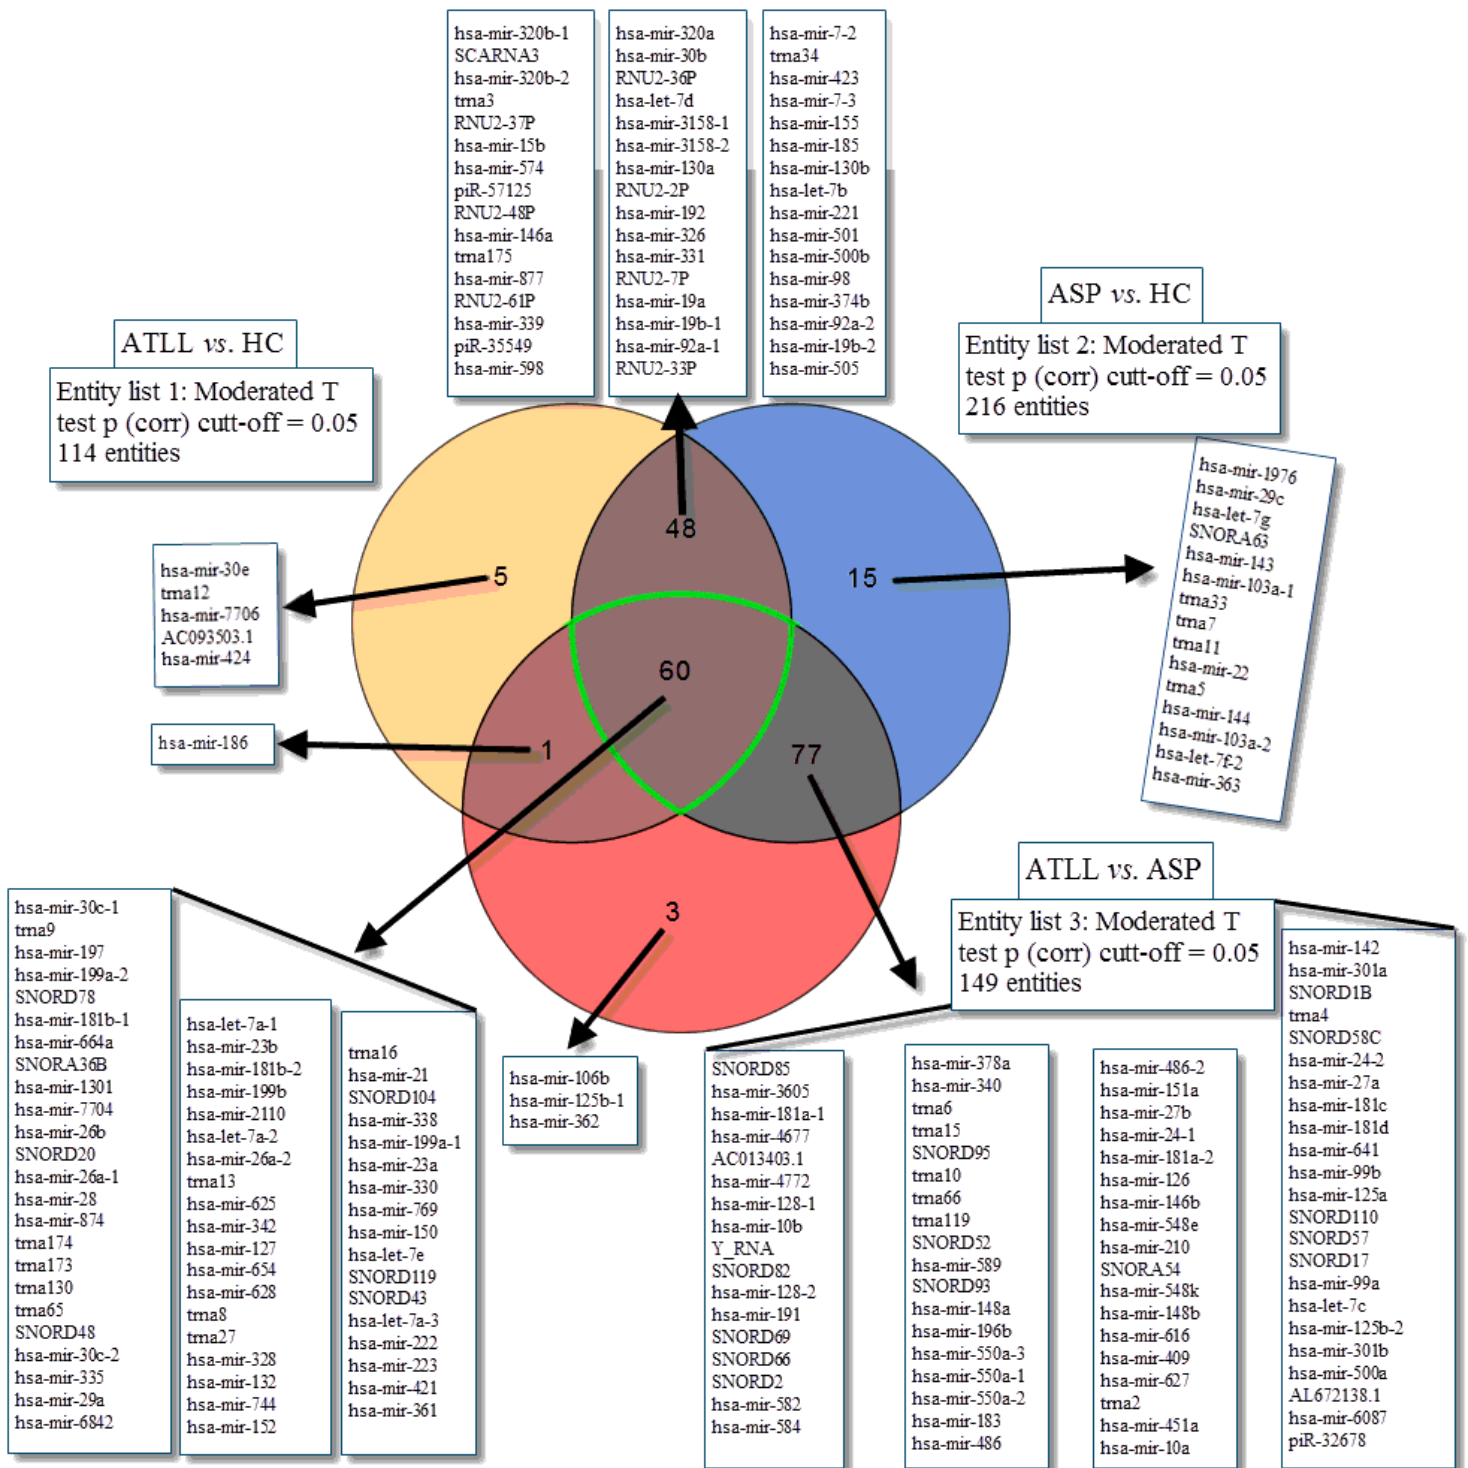 hsa-mir-320b-1
SCARNA3
hsa-mir-320b-2
trna3
RNU2-37P
hsa-mir-15b
hsa-mir-574
piR-57125
RNU2-48P
hsa-mir-146a
trna175
hsa-mir-877
RNU2-61P
hsa-mir-339
piR-35549
hsa-mir-598
hsa-mir-320a
hsa-mir-30b
RNU2-36P
hsa-let-7d
hsa-mir-3158-1
hsa-mir-3158-2
hsa-mir-130a
RNU2-2P
hsa-mir-192
hsa-mir-326
hsa-mir-331
RNU2-7P
hsa-mir-19a
hsa-mir-19b-1
hsa-mir-92a-1
RNU2-33P
hsa-mir-7-2
trna34
hsa-mir-423
hsa-mir-7-3
hsa-mir-155
hsa-mir-185
hsa-mir-130b
hsa-let-7b
hsa-mir-221
hsa-mir-501
hsa-mir-500b
hsa-mir-98
hsa-mir-374b
hsa-mir-92a-2
hsa-mir-19b-2
hsa-mir-505
ATLL vs. HC
Entity list 1: Moderated T
test p (corr) cutt-off = 0.05
114 entities
ASP vs. HC
Entity list 2: Moderated T
test p (corr) cutt-off = 0.05
216 entities
48
5
15
60
1
77
3
hsa-mir-30e
trna12
hsa-mir-7706
AC093503.1
hsa-mir-424
hsa-mir-186
hsa-mir-1976
hsa-mir-29c
hsa-let-7g
SNORA63
hsa-mir-143
hsa-mir-103a-1
trna33
trna7
trna11
hsa-mir-22
trna5
hsa-mir-144
hsa-mir-103a-2
hsa-let-7f-2
hsa-mir-363
ATLL vs. ASP
Entity list 3: Moderated T
test p (corr) cutt-off = 0.05
149 entities
hsa-mir-30c-1
trna9
hsa-mir-197
hsa-mir-199a-2
SNORD78
hsa-mir-181b-1
hsa-mir-664a
SNORA36B
hsa-mir-1301
hsa-mir-7704
hsa-mir-26b
SNORD20
hsa-mir-26a-1
hsa-mir-28
hsa-mir-874
trna174
trna173
trna130
trna65
SNORD48
hsa-mir-30c-2
hsa-mir-335
hsa-mir-29a
hsa-mir-6842
hsa-let-7a-1
hsa-mir-23b
hsa-mir-181b-2
hsa-mir-199b
hsa-mir-2110
hsa-let-7a-2
hsa-mir-26a-2
trna13
hsa-mir-625
hsa-mir-342
hsa-mir-127
hsa-mir-654
hsa-mir-628
trna8
trna27
hsa-mir-328
hsa-mir-132
hsa-mir-744
hsa-mir-152
trna16
hsa-mir-21
SNORD104
hsa-mir-338
hsa-mir-199a-1
hsa-mir-23a
hsa-mir-330
hsa-mir-769
hsa-mir-150
hsa-let-7e
SNORD119
SNORD43
hsa-let-7a-3
hsa-mir-222
hsa-mir-223
hsa-mir-421
hsa-mir-361
hsa-mir-106b
hsa-mir-125b-1
hsa-mir-362
SNORD85
hsa-mir-3605
hsa-mir-181a-1
hsa-mir-4677
AC013403.1
hsa-mir-4772
hsa-mir-128-1
hsa-mir-10b
Y_RNA
SNORD82
hsa-mir-128-2
hsa-mir-191
SNORD69
SNORD66
SNORD2
hsa-mir-582
hsa-mir-584
hsa-mir-378a
hsa-mir-340
trna6
trna15
SNORD95
trna10
trna66
trna119
SNORD52
hsa-mir-589
SNORD93
hsa-mir-148a
hsa-mir-196b
hsa-mir-550a-3
hsa-mir-550a-1
hsa-mir-550a-2
hsa-mir-183
hsa-mir-486
hsa-mir-486-2
hsa-mir-151a
hsa-mir-27b
hsa-mir-24-1
hsa-mir-181a-2
hsa-mir-126
hsa-mir-146b
hsa-mir-548e
hsa-mir-210
SNORA54
hsa-mir-548k
hsa-mir-148b
hsa-mir-616
hsa-mir-409
hsa-mir-627
trna2
hsa-mir-451a
hsa-mir-10a
hsa-mir-142
hsa-mir-301a
SNORD1B
trna4
SNORD58C
hsa-mir-24-2
hsa-mir-27a
hsa-mir-181c
hsa-mir-181d
hsa-mir-641
hsa-mir-99b
hsa-mir-125a
SNORD110
SNORD57
SNORD17
hsa-mir-99a
hsa-let-7c
hsa-mir-125b-2
hsa-mir-301b
hsa-mir-500a
AL672138.1
hsa-mir-6087
piR-32678